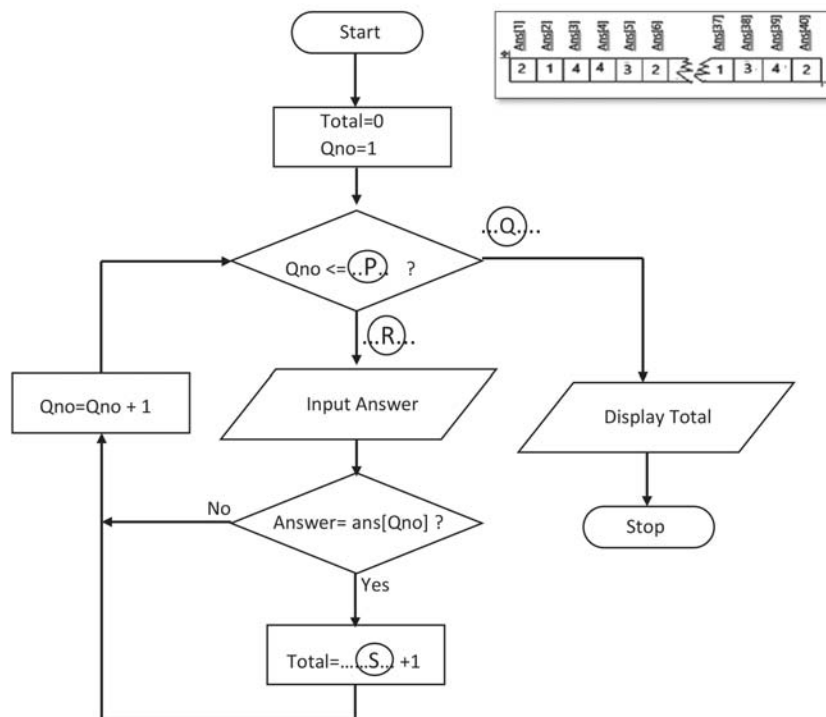 Start
Ans[1] Ans[2] Ans[3] Ans[4] Ans[5] Ans[6] Ans[37] Ans[38] Ans[39] Ans[40]
2 1 4 4 3 2 1 3 4 2
Total=0
Qno=1
...Q....
Qno <=..P.. ?
...R...
Qno=Qno + 1
Input Answer
Display Total
No
Answer= ans[Qno] ?
Stop
Yes
Total=......S... +1